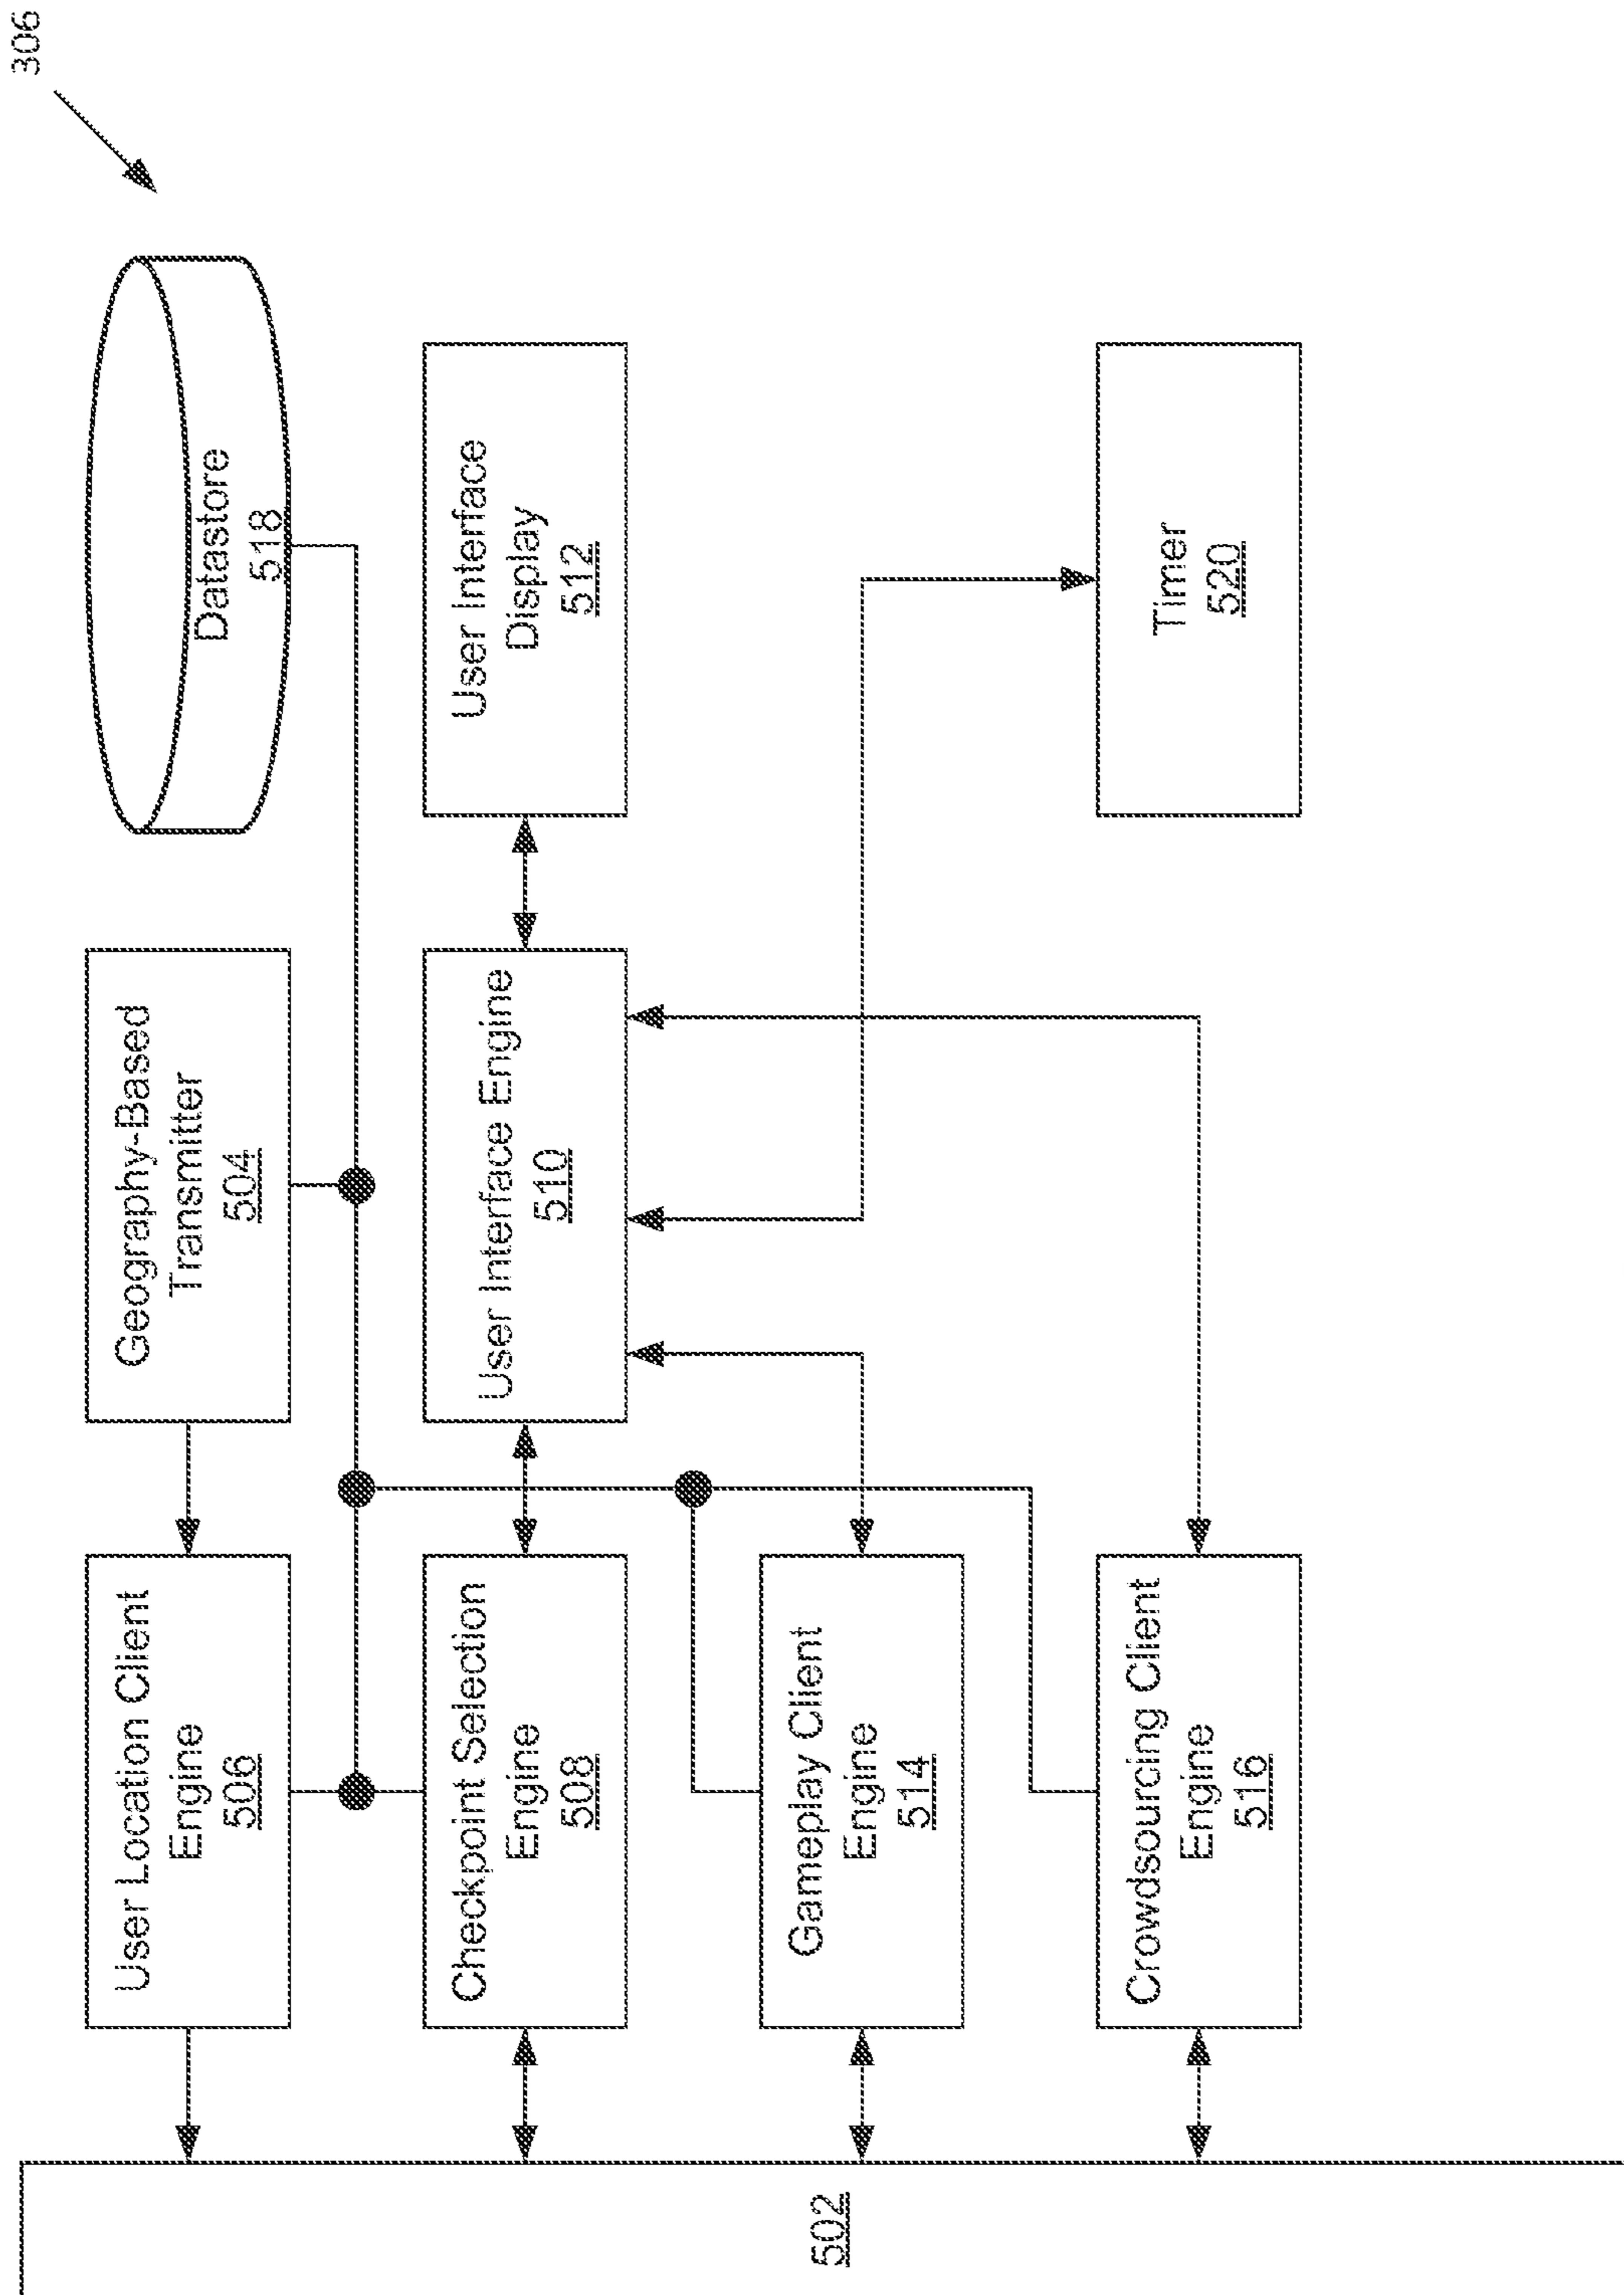 306
User Location Client
Engine
506
Geography-Based
Transmitter
504
Datastore
518
Checkpoint Selection
Engine
508
User Interface Engine
510
User Interface
Display
512
Gameplay Client
Engine
514
Crowdsourcing Client
Engine
516
Timer
520
502